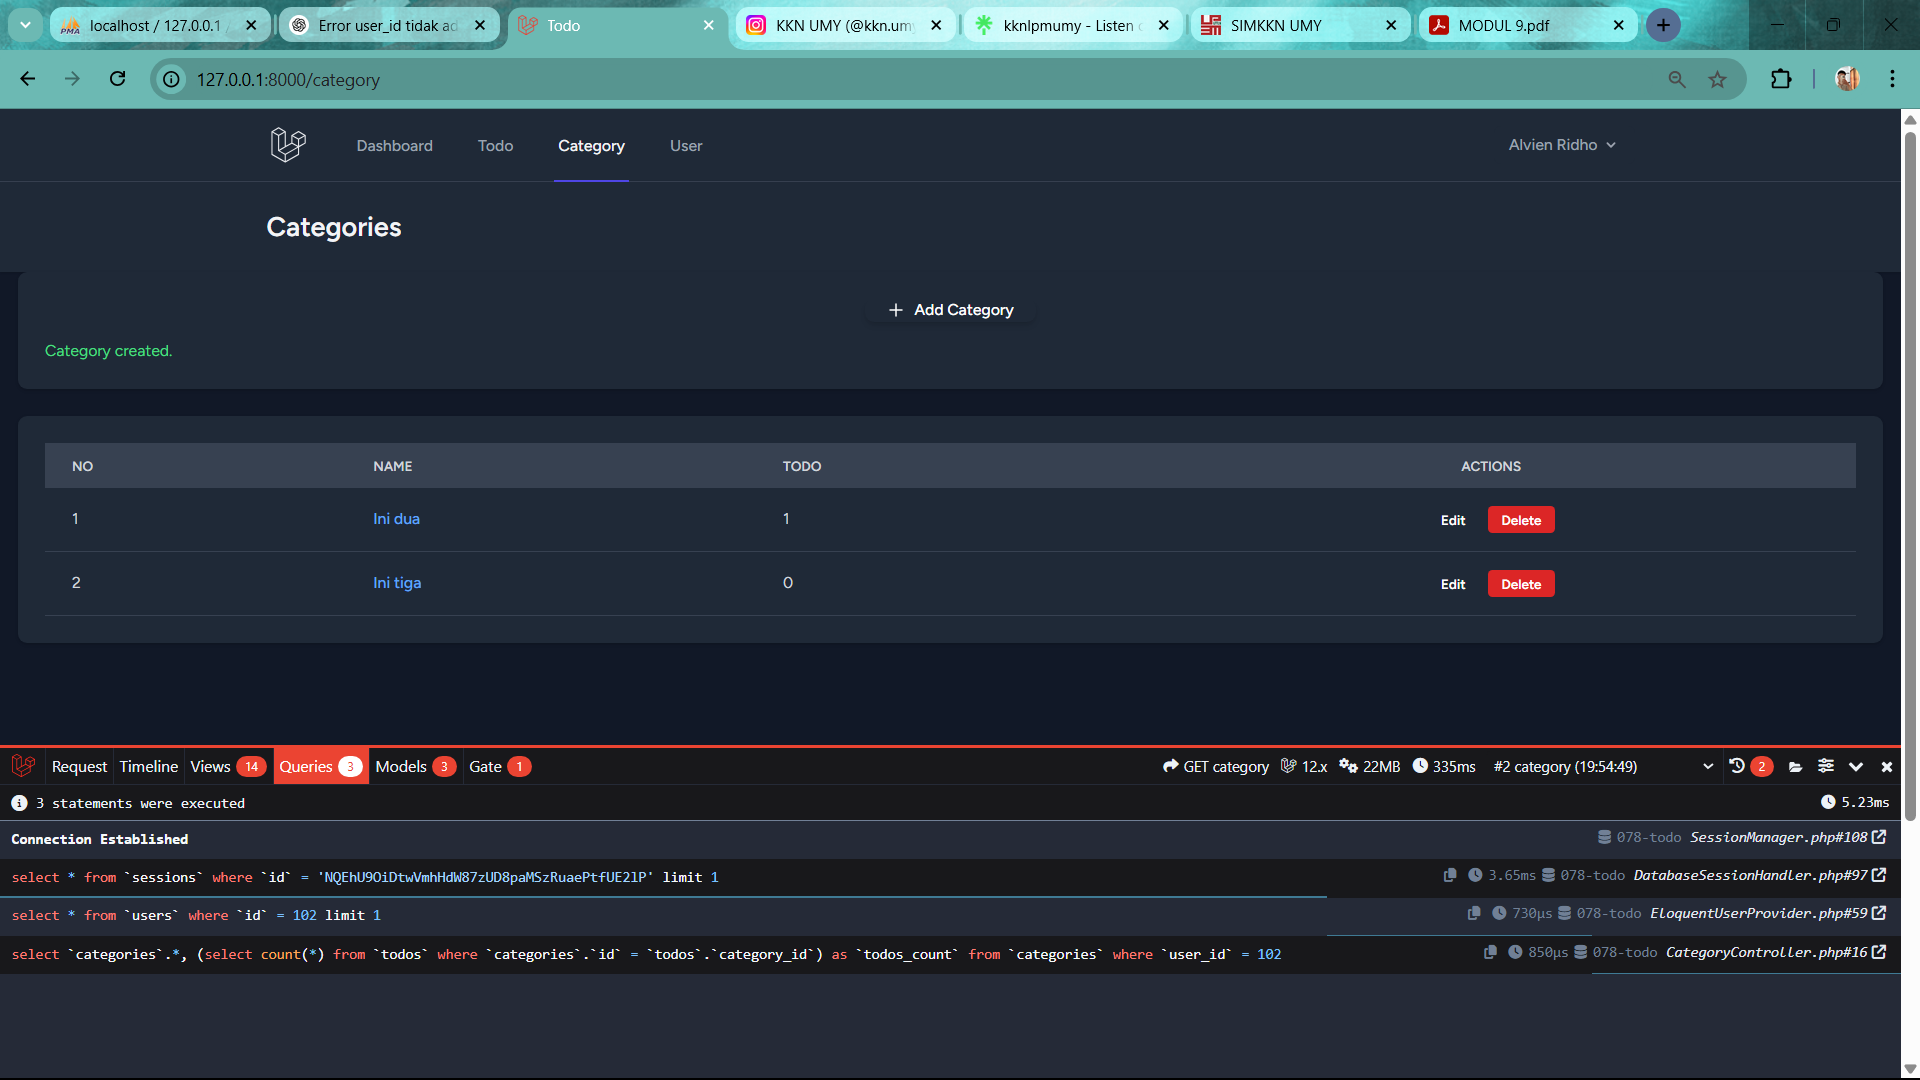 localhost / 127.0.0.1 /
Error user_id tidak ad
Todo
KKN UMY (@kkn.umy
kknlpmumy - Listen o
SIMKKN UMY
MODUL 9.pdf
127.0.0.1:8000/category
Dashboard
Todo
Category
User
Alvien Ridho
Categories
+ Add Category
Category created.
NO NAME TODO ACTIONS
1 Ini dua 1 Edit Delete
2 Ini tiga 0 Edit Delete
Request Timeline Views 14 Queries 3 Models 3 Gate 1 GET category 12.x 22MB 335ms #2 category (19:54:49) 2
3 statements were executed 5.23ms
Connection Established 078-todo SessionManager.php#108
select * from `sessions` where `id` = 'NQEhU9OiDtwVmhHdW87zUD8paMSzRuaePtfUE2lP' limit 1 3.65ms 078-todo DatabaseSessionHandler.php#97
select * from `users` where `id` = 102 limit 1 730μs 078-todo EloquentUserProvider.php#59
select `categories`.*, (select count(*) from `todos` where `categories`.`id` = `todos`.`category_id`) as `todos_count` from `categories` where `user_id` = 102 850μs 078-todo CategoryController.php#16